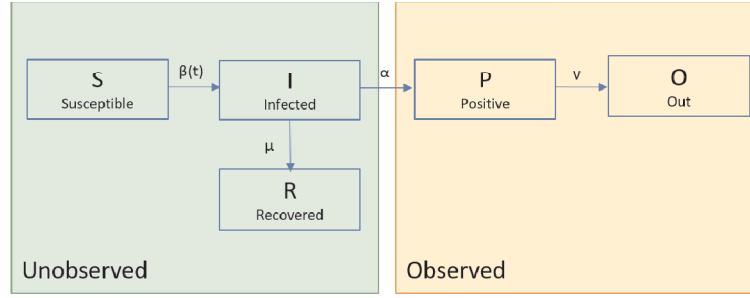 S
Susceptible
β(t)
I
Infected
α
P
Positive
ν
O
Out
μ
R
Recovered
Unobserved
Observed